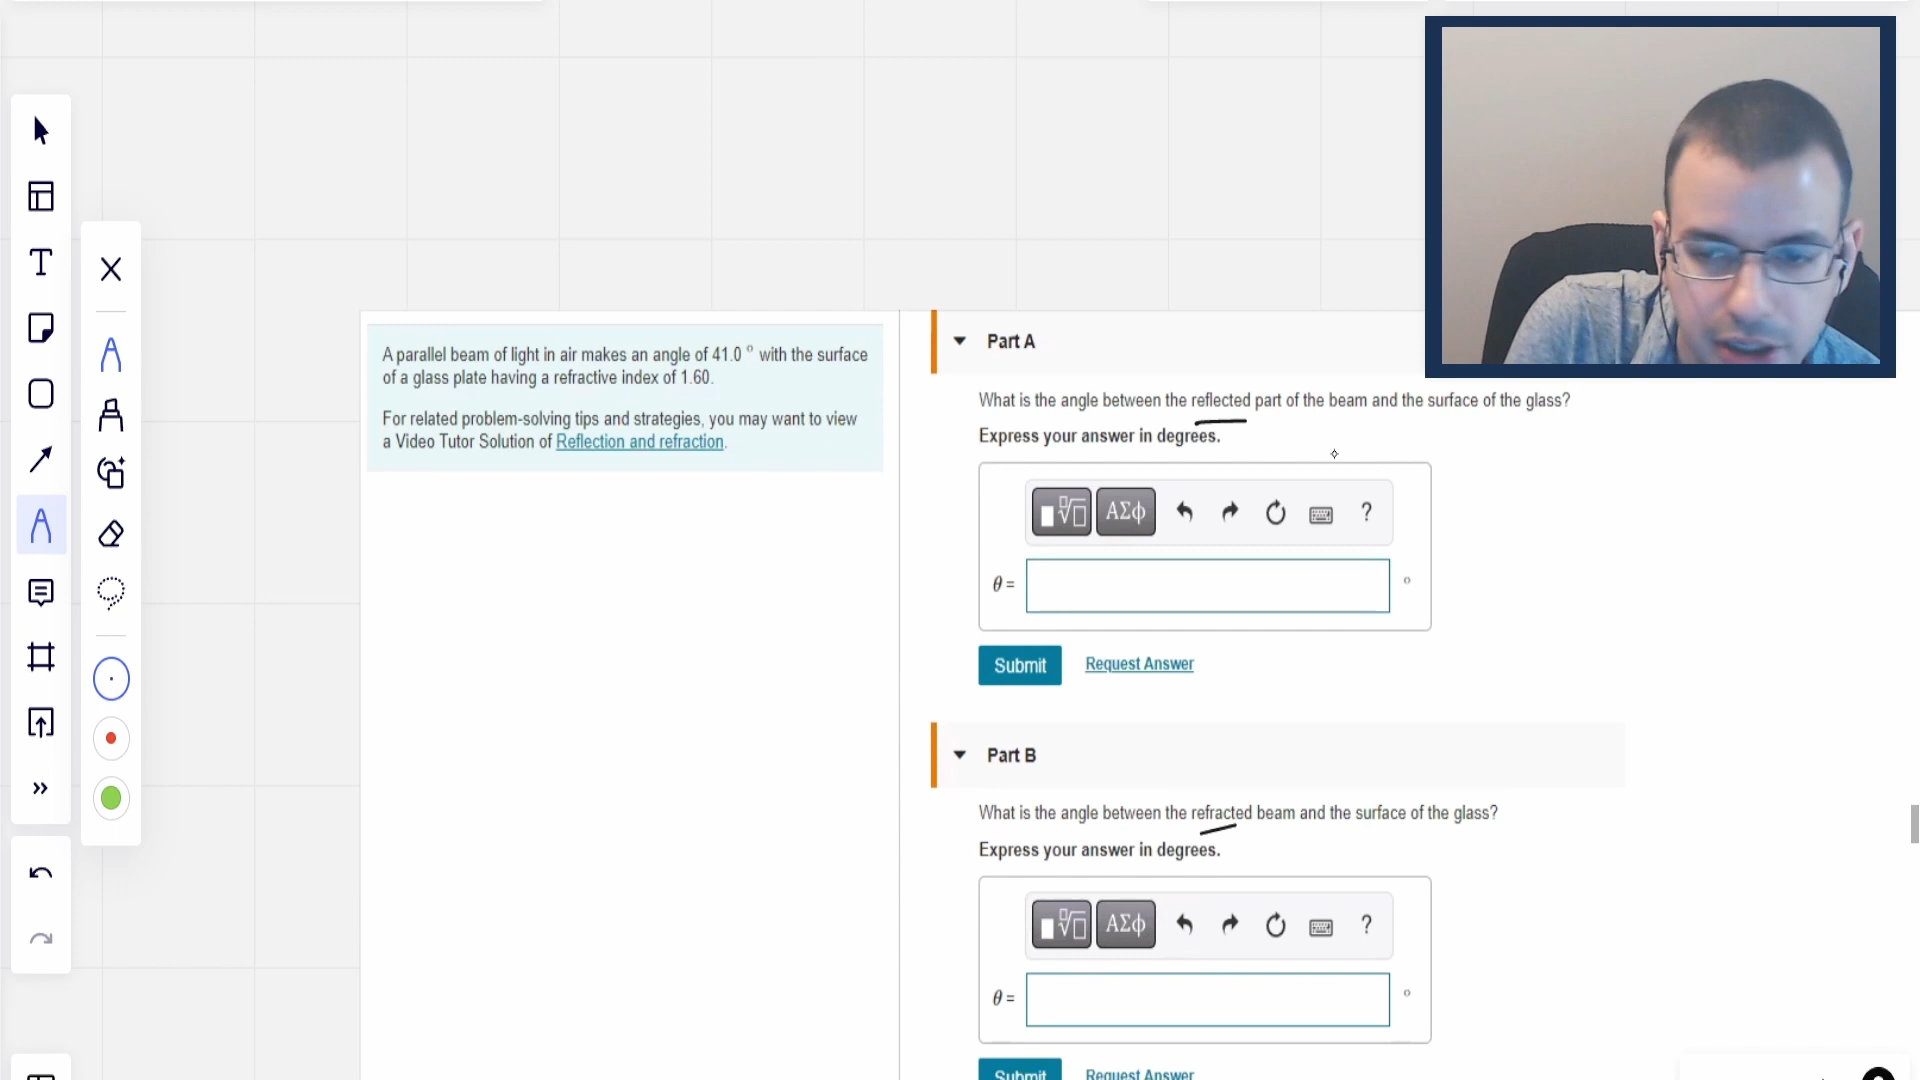 A parallel beam of light in air makes an angle of 41.0 ° with the surface
of a glass plate having a refractive index of 1.60.
For related problem-solving tips and strategies, you may want to view
a Video Tutor Solution of Reflection and refraction.
Part A
What is the angle between the reflected part of the beam and the surface of the glass?
Express your answer in degrees.
ΑΣϕ ?
θ = °
Submit Request Answer
Part B
What is the angle between the refracted beam and the surface of the glass?
Express your answer in degrees.
ΑΣϕ ?
θ = °
Submit Request Answer